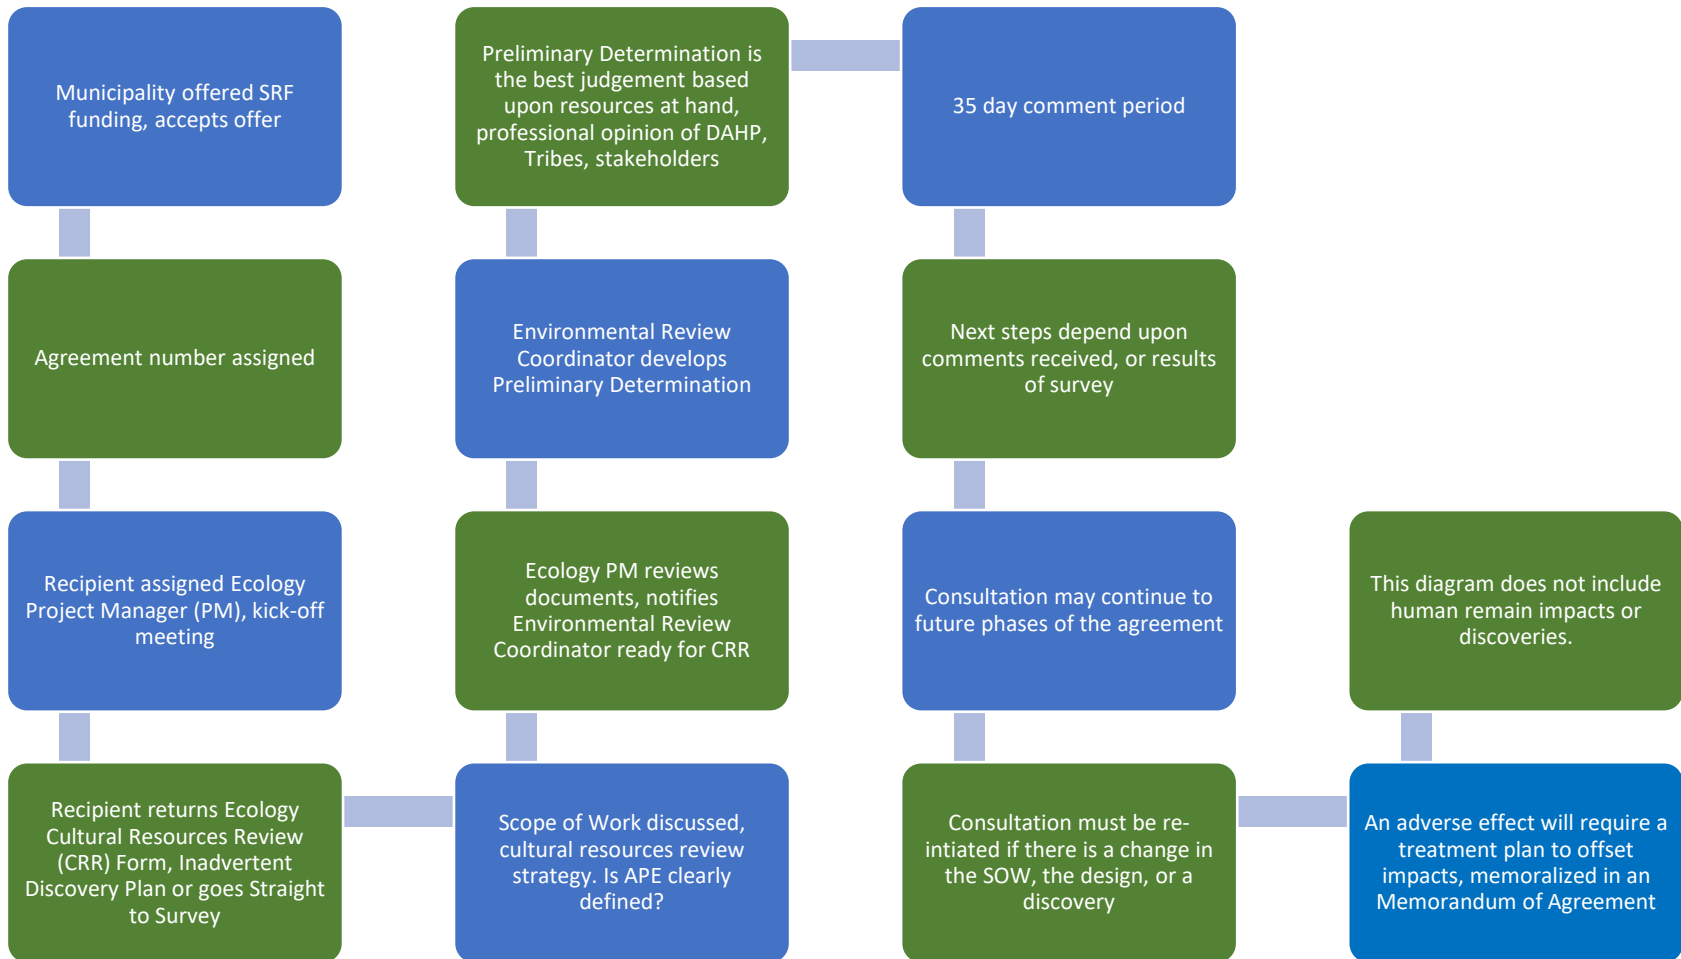 Municipality offered SRF
funding, accepts offer
Agreement number assigned
Recipient assigned Ecology
Project Manager (PM), kick-off
meeting
Recipient returns Ecology
Cultural Resources Review
(CRR) Form, Inadvertent
Discovery Plan or goes Straight
to Survey
Scope of Work discussed,
cultural resources review
strategy. Is APE clearly
defined?
Ecology PM reviews
documents, notifies
Environmental Review
Coordinator ready for CRR
Environmental Review
Coordinator develops
Preliminary Determination
Preliminary Determination is
the best judgement based
upon resources at hand,
professional opinion of DAHP,
Tribes, stakeholders
35 day comment period
Next steps depend upon
comments received, or results
of survey
Consultation may continue to
future phases of the agreement
Consultation must be re-
intiated if there is a change in
the SOW, the design, or a
discovery
An adverse effect will require a
treatment plan to offset
impacts, memoralized in an
Memorandum of Agreement
This diagram does not include
human remain impacts or
discoveries.